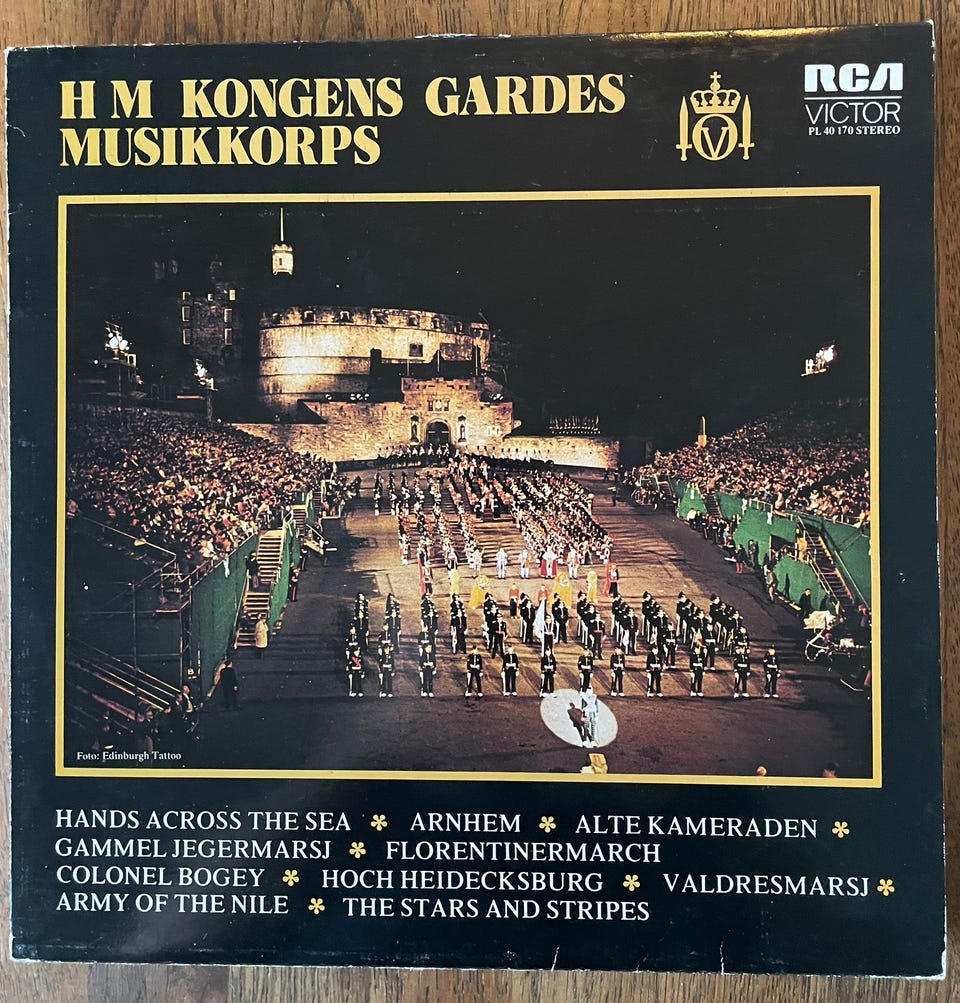 H M KONGENS GARDES
MUSIKKORPS
V
RCA
VICTOR
PL 40 170 STEREO
Foto: Edinburgh Tattoo
HANDS ACROSS THE SEA ✽ ARNHEM ✽ ALTE KAMERADEN ✽
GAMMEL JEGERMARSJ ✽ FLORENTINERMARCH
COLONEL BOGEY ✽ HOCH HEIDECKSBURG ✽ VALDRESMARSJ ✽
ARMY OF THE NILE ✽ THE STARS AND STRIPES